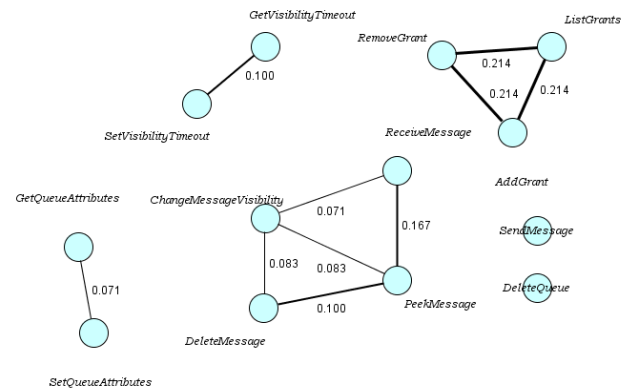 GetVisibilityTimeout
ListGrants
RemoveGrant
0.214
0.100
0.214
0.214
SetVisibilityTimeout
ReceiveMessage
AddGrant
GetQueueAttributes
ChangeMessageVisibility
0.071
0.167
SendMessage
0.083
0.083
0.071
DeleteQueue
0.100
PeekMessage
DeleteMessage
SetQueueAttributes